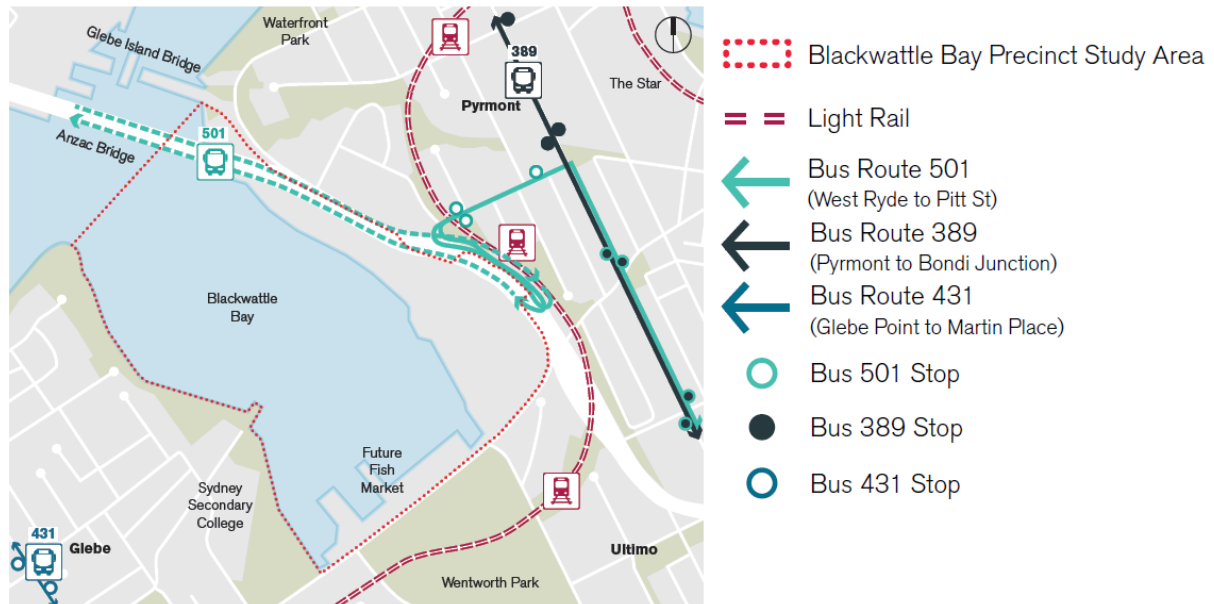 Glebe Island Bridge
Waterfront
Park
389
The Star
Pyrmont
501
Anzac Bridge
Blackwattle
Bay
Future
Fish
Market
Sydney
Secondary
College
431
Glebe
Ultimo
Wentworth Park
Blackwattle Bay Precinct Study Area
Light Rail
Bus Route 501
(West Ryde to Pitt St)
Bus Route 389
(Pyrmont to Bondi Junction)
Bus Route 431
(Glebe Point to Martin Place)
Bus 501 Stop
Bus 389 Stop
Bus 431 Stop